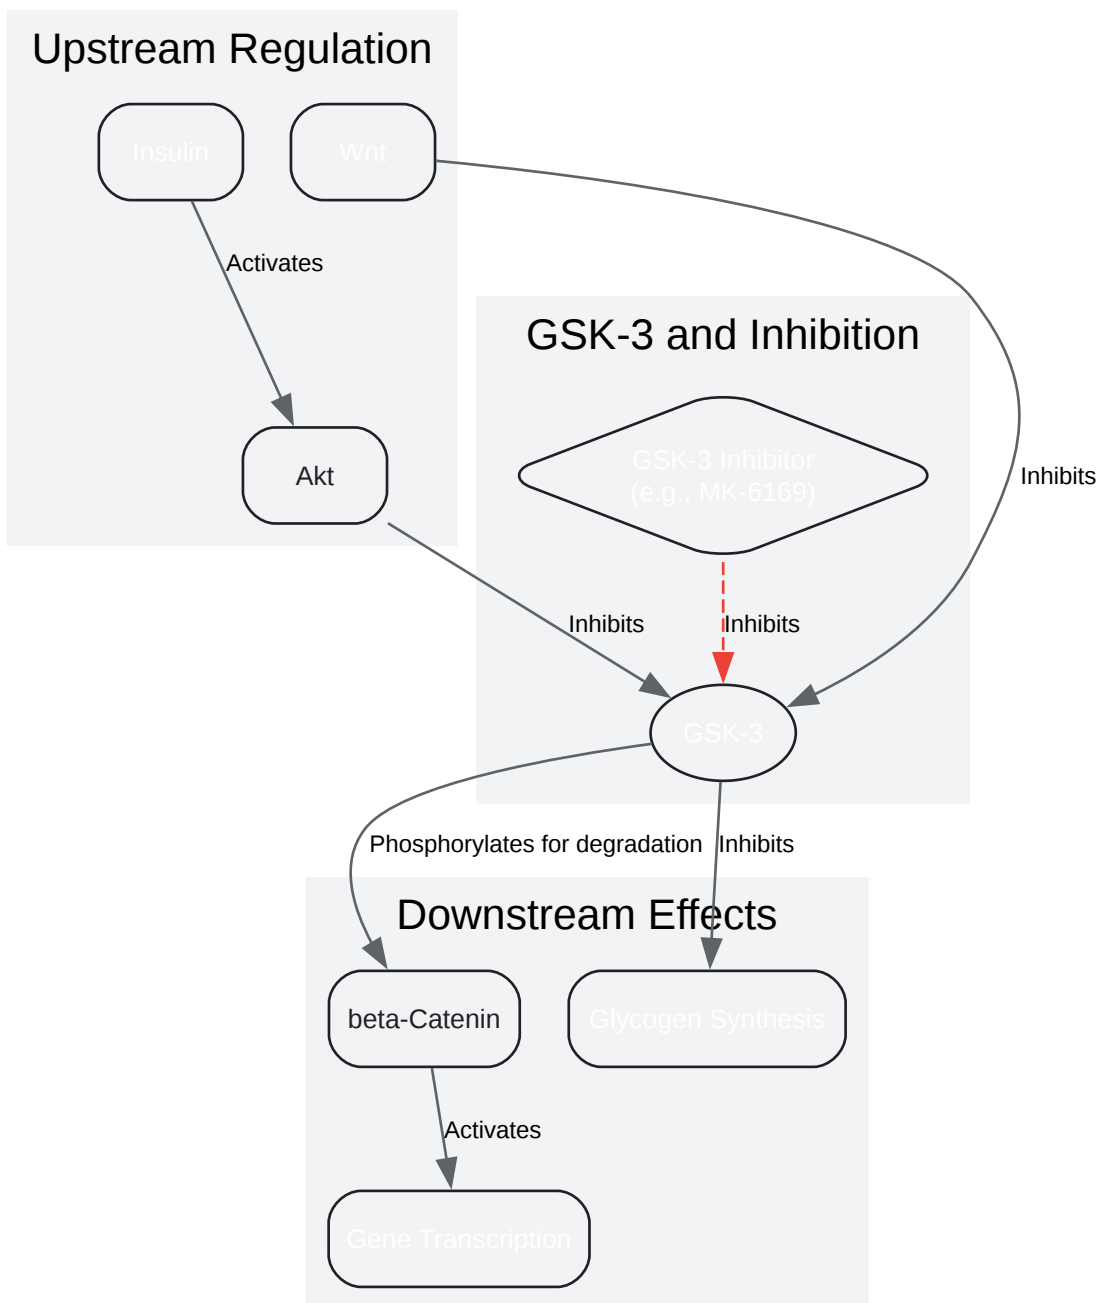 Upstream Regulation
Insulin
Wnt
Activates
GSK-3 and Inhibition
Akt
GSK-3 Inhibitor
(e.g., MK-6169)
Inhibits
Inhibits
Inhibits
GSK-3
Phosphorylates for degradation
Inhibits
Downstream Effects
beta-Catenin
Glycogen Synthesis
Activates
Gene Transcription